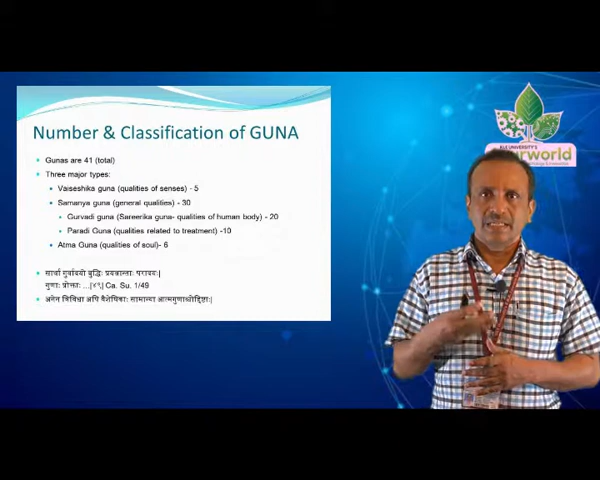 Number & Classification of GUNA
Gunas are 41 (total)
Three major types:
Vaiseshika guna (qualities of senses) - 5
Samanya guna (general qualities) - 30
Gurvadi guna (Sareerika guna- qualities of human body) - 20
Paradi Guna (qualities related to treatment) -10
Atma Guna (qualities of soul)- 6
सार्था गुर्वादयो बुद्धिः प्रयत्नान्ताः परादयः|
गुणाः प्रोक्ताः ...|४९| Ca. Su. 1/49
अनेन त्रिविधा अपि वैशेषिकाः सामान्या आत्मगुणाश्चोद्दिष्टाः|
KLE UNIVERSITY'S
world